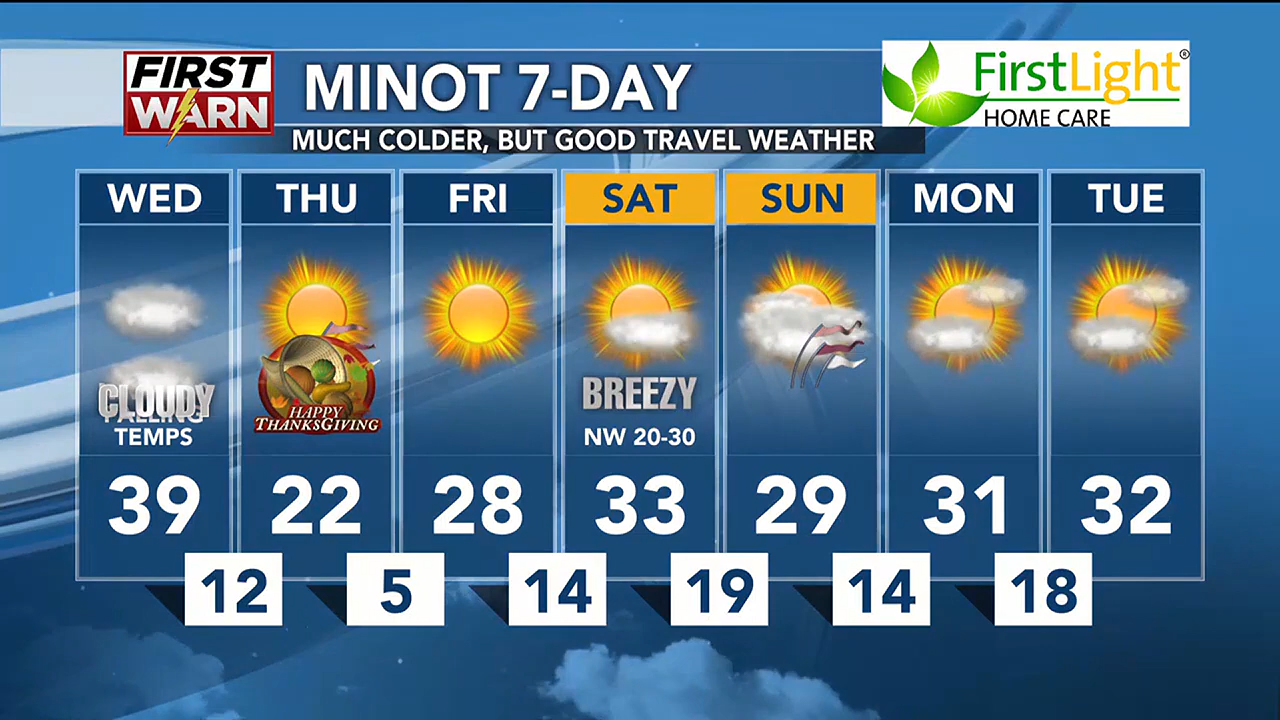 FIRST
WARN
MINOT 7-DAY
MUCH COLDER, BUT GOOD TRAVEL WEATHER
FirstLight®
HOME CARE
WED THU FRI SAT SUN MON TUE
CLOUDY
FALLING
TEMPS
HAPPY
THANKSGIVING
BREEZY
NW 20-30
39 22 28 33 29 31 32
12 5 14 19 14 18